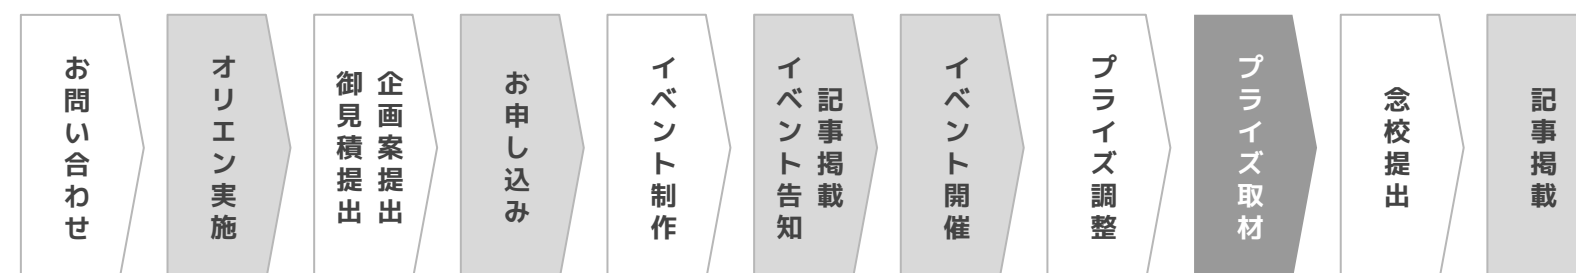 お問い合わせ
オリエン実施
企画案提出
御見積提出
お申し込み
イベント制作
記事掲載
イベント告知
イベント開催
プライズ調整
プライズ取材
念校提出
記事掲載